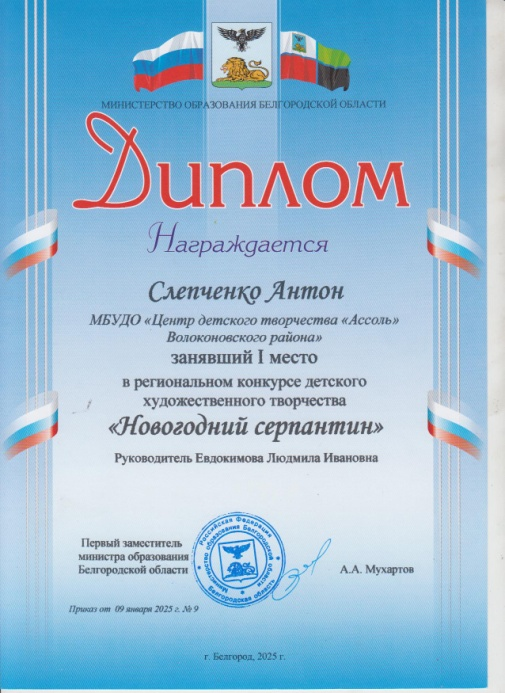 МИНИСТЕРСТВО ОБРАЗОВАНИЯ БЕЛГОРОДСКОЙ ОБЛАСТИ
Диплом
Награждается
Слепченко Антон
МБУДО «Центр детского творчества «Ассоль»
Волоконовского района»
занявший I место
в региональном конкурсе детского
художественного творчества
«Новогодний серпантин»
Руководитель Евдокимова Людмила Ивановна
Российская Федерация
Министерство образования Белгородской области
Белгородская область
Первый заместитель
министра образования
Белгородской области
А.А. Мухартов
Приказ от 09 января 2025 г. № 9
г. Белгород, 2025 г.